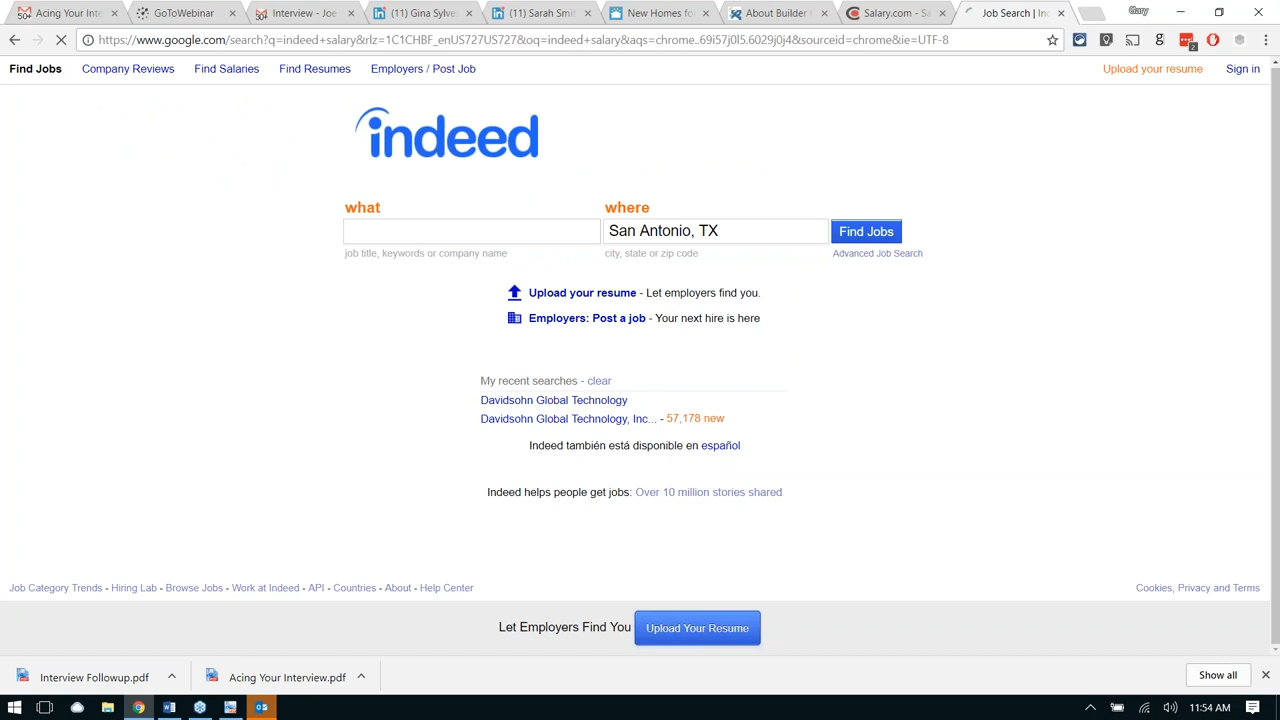 Acing Your Int
GoToWebinar
Interview - Joe
(11) Gina Sylves
(11) Sarah Smit
New Homes fo
About Builder H
Salary.com - Sa
Job Search | Inc
Gary
https://www.google.com/search?q=indeed+salary&rlz=1C1CHBF_enUS727US727&oq=indeed+salary&aqs=chrome..69i57j0l5.6029j0j4&sourceid=chrome&ie=UTF-8
Find Jobs Company Reviews Find Salaries Find Resumes Employers / Post Job Upload your resume Sign in
indeed
what where
San Antonio, TX Find Jobs
job title, keywords or company name city, state or zip code Advanced Job Search
Upload your resume - Let employers find you.
Employers: Post a job - Your next hire is here
My recent searches - clear
Davidsohn Global Technology
Davidsohn Global Technology, Inc... - 57,178 new
Indeed también está disponible en español
Indeed helps people get jobs: Over 10 million stories shared
Job Category Trends - Hiring Lab - Browse Jobs - Work at Indeed - API - Countries - About - Help Center Cookies, Privacy and Terms
Let Employers Find You Upload Your Resume
Interview Followup.pdf Acing Your Interview.pdf Show all
11:54 AM